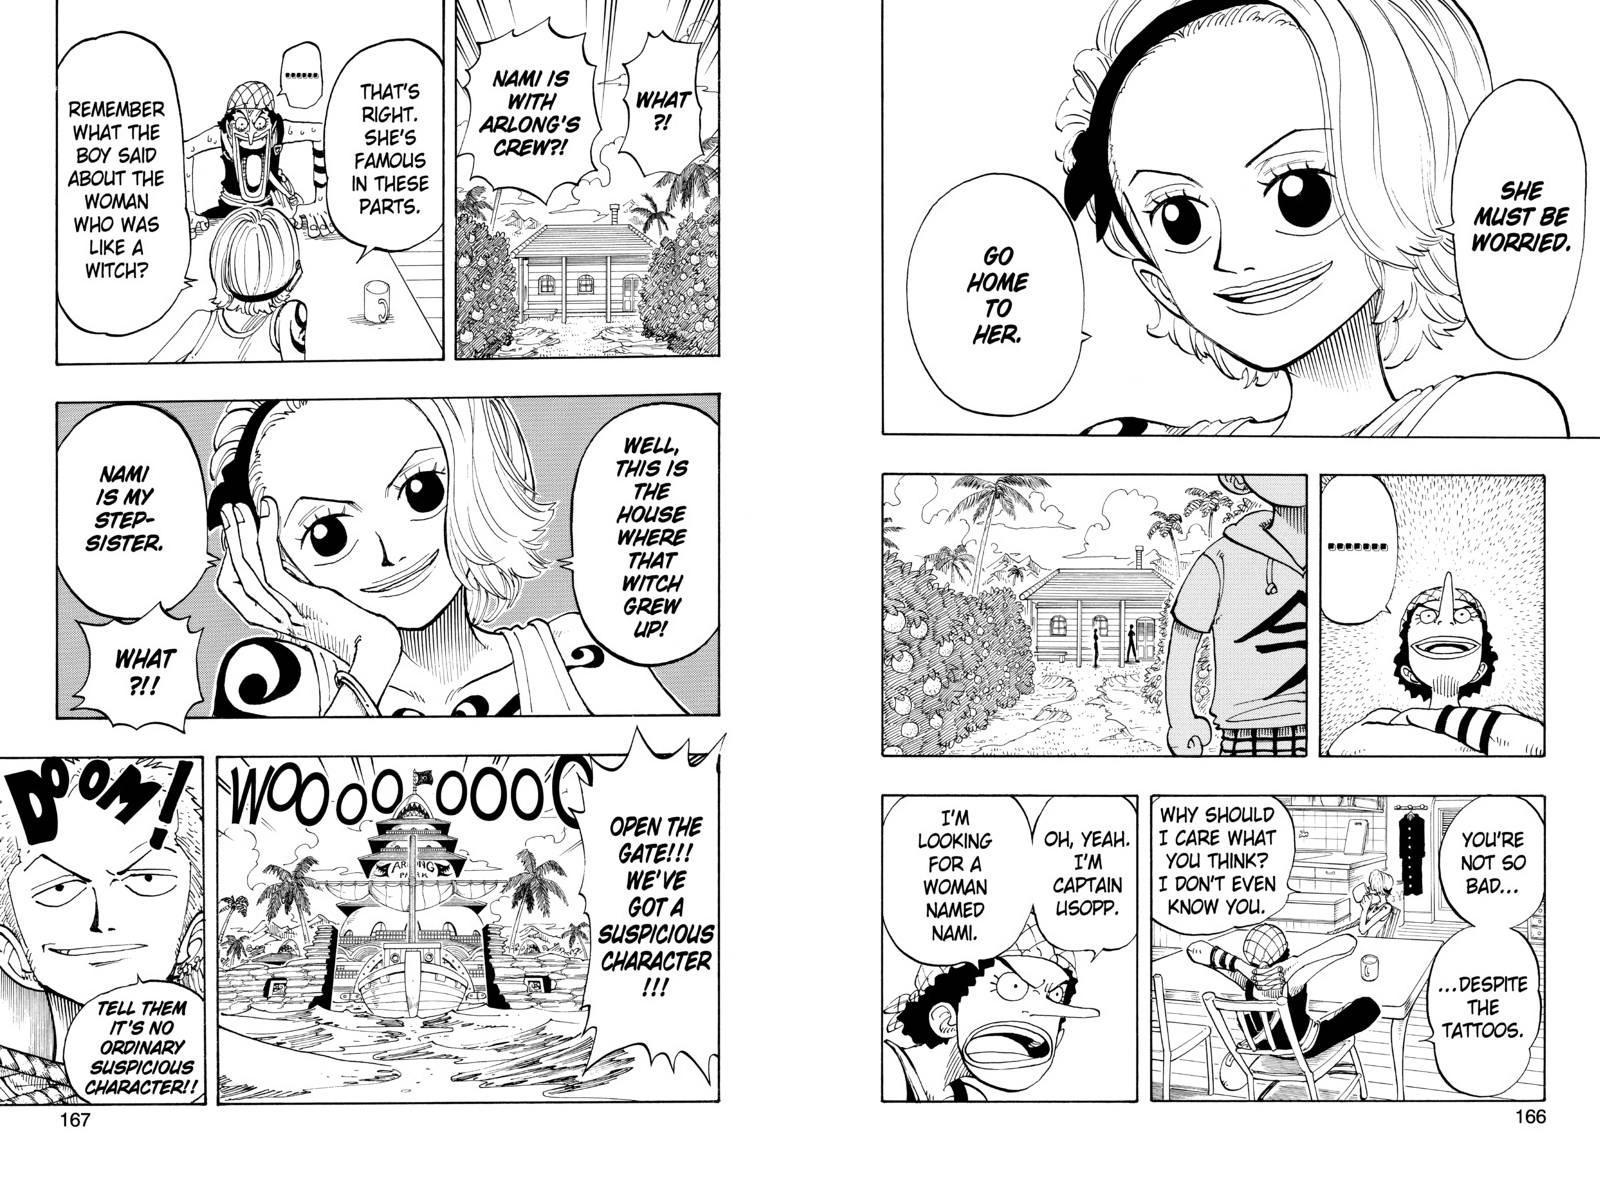 SHE
MUST BE
WORRIED.
GO
HOME
TO
HER.
.......
YOU'RE
NOT SO
BAD...
...DESPITE
THE
TATTOOS.
WHY SHOULD
I CARE WHAT
YOU THINK?
I DON'T EVEN
KNOW YOU.
OH, YEAH.
I'M
CAPTAIN
USOPP.
I'M
LOOKING
FOR A
WOMAN
NAMED
NAMI.
166
WHAT
?!
NAMI IS
WITH
ARLONG'S
CREW?!
......
THAT'S
RIGHT.
SHE'S
FAMOUS
IN THESE
PARTS.
REMEMBER
WHAT THE
BOY SAID
ABOUT THE
WOMAN
WHO WAS
LIKE A
WITCH?
WELL,
THIS IS
THE
HOUSE
WHERE
THAT
WITCH
GREW
UP!
NAMI
IS MY
STEP-
SISTER.
WHAT
?!!
OPEN THE
GATE!!!
WE'VE
GOT A
SUSPICIOUS
CHARACTER
!!!
WOOOOOOOOO
ARLONG
PARK
DOOM!
TELL THEM
IT'S NO
ORDINARY
SUSPICIOUS
CHARACTER!!
167